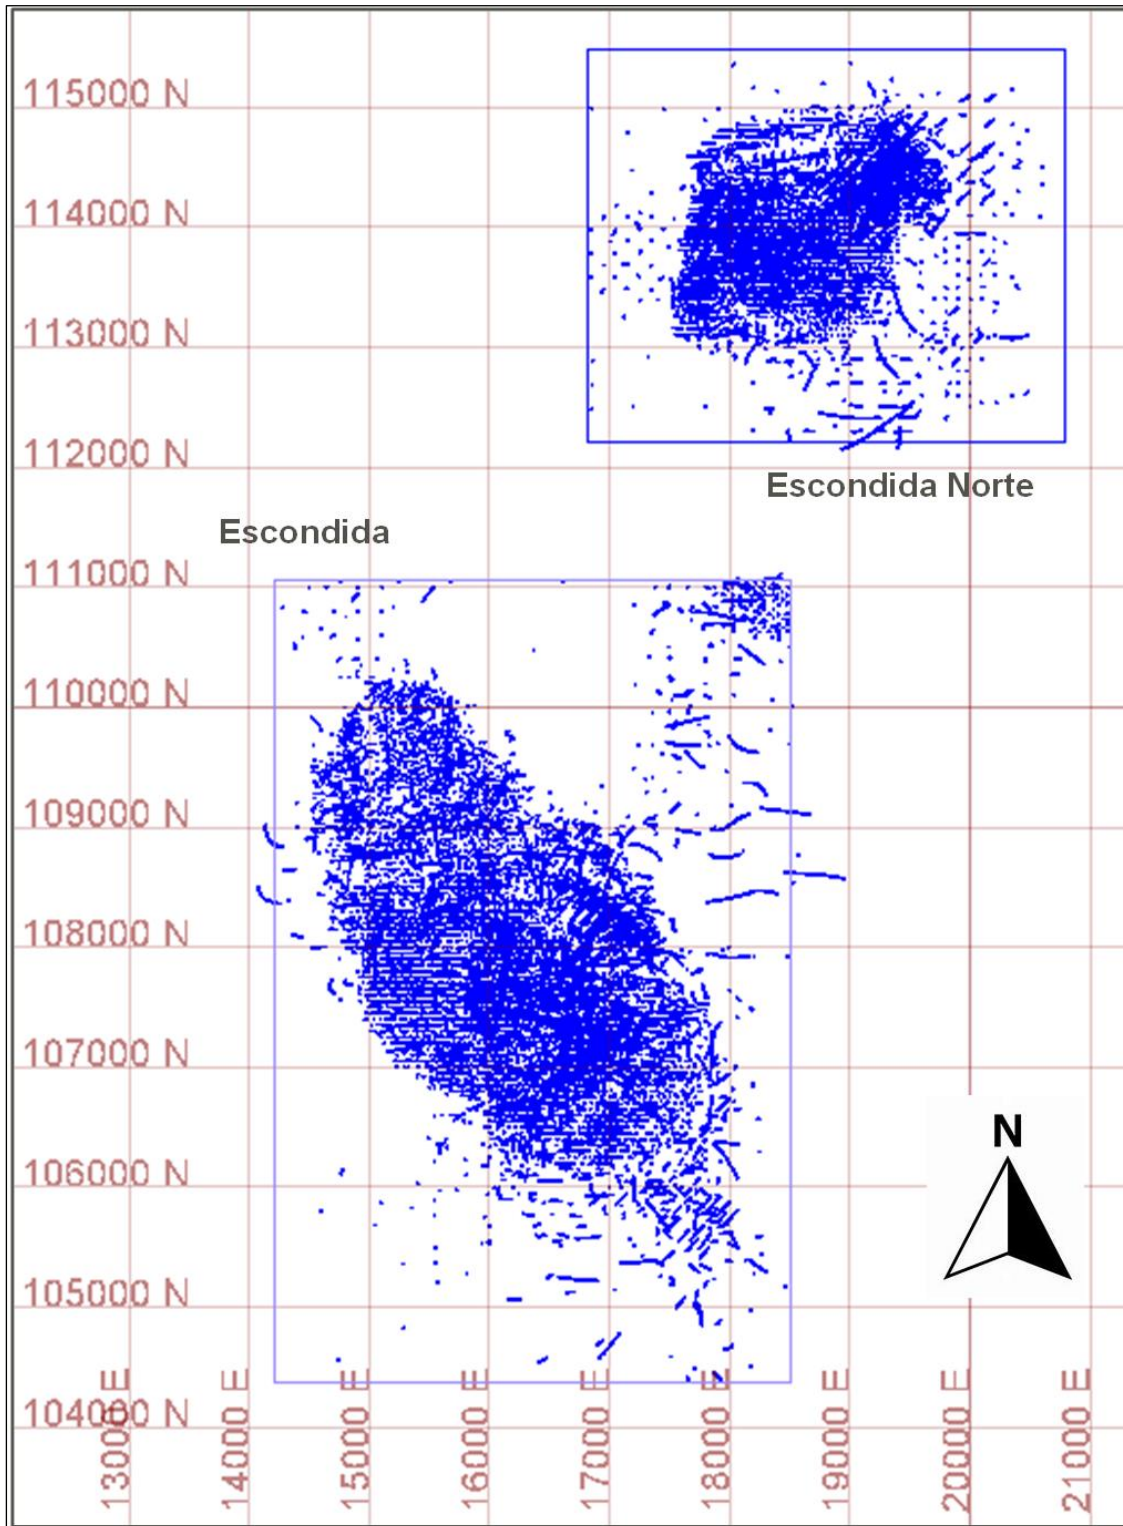 115000 N
114000 N
113000 N
112000 N
Escondida Norte
Escondida
111000 N
110000 N
109000 N
108000 N
107000 N
N
106000 N
105000 N
104000 N
13000 E
14000 E
15000 E
16000 E
17000 E
18000 E
19000 E
20000 E
21000 E